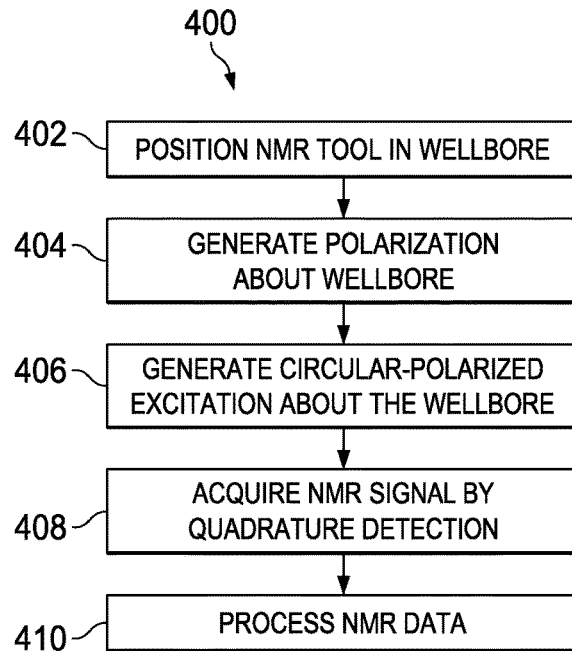 400
402
POSITION NMR TOOL IN WELLBORE
404
GENERATE POLARIZATION
ABOUT WELLBORE
406
GENERATE CIRCULAR-POLARIZED
EXCITATION ABOUT THE WELLBORE
408
ACQUIRE NMR SIGNAL BY
QUADRATURE DETECTION
410
PROCESS NMR DATA